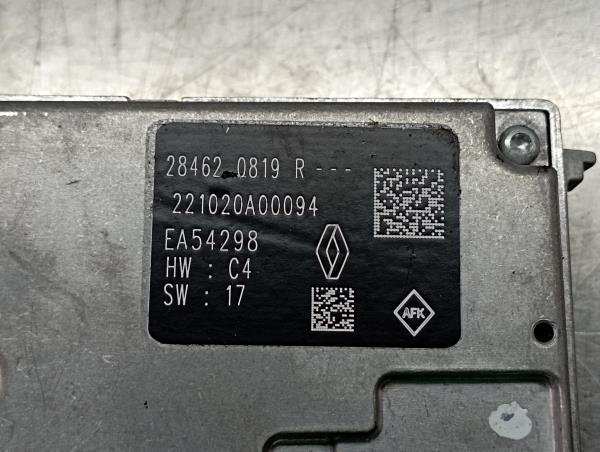 28462 0819 R ---
221020A00094
EA54298
HW : C4
SW : 17
AFK